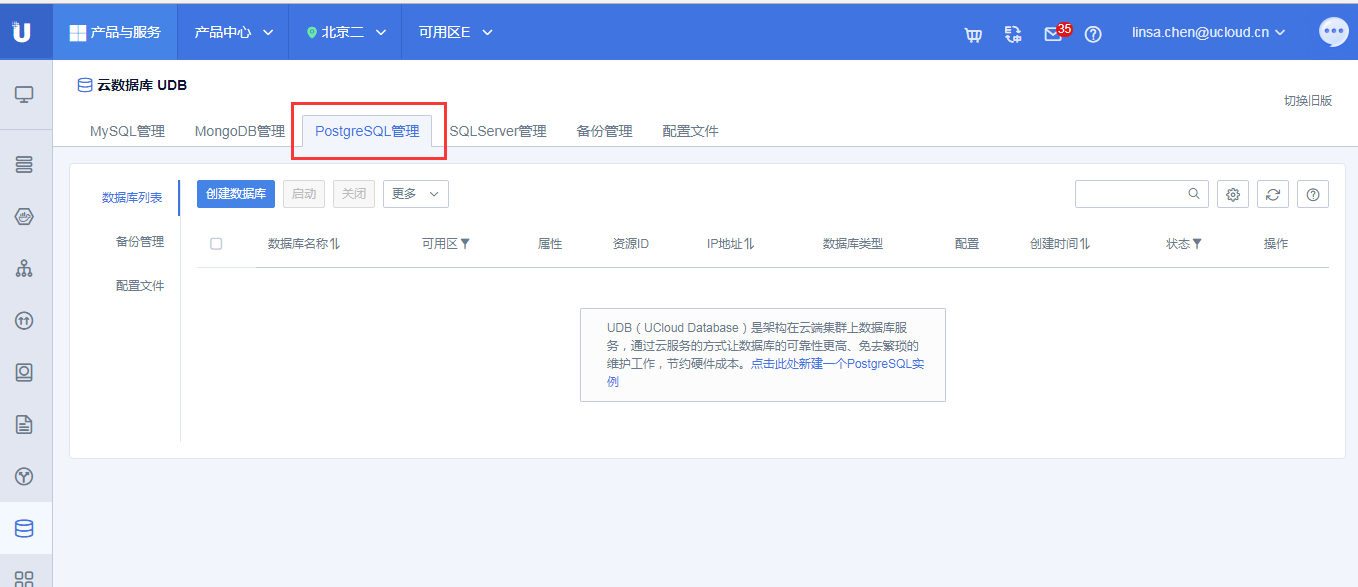 U 产品与服务 产品中心 北京二 可用区E 35 linsa.chen@ucloud.cn
云数据库 UDB
切换旧版
MySQL管理 MongoDB管理 PostgreSQL管理 SQLServer管理 备份管理 配置文件
数据库列表 创建数据库 启动 关闭 更多
备份管理 数据库名称 可用区 属性 资源ID IP地址 数据库类型 配置 创建时间 状态 操作
配置文件
UDB（UCloud Database）是架构在云端集群上数据库服
务，通过云服务的方式让数据库的可靠性更高、免去繁琐的
维护工作，节约硬件成本。点击此处新建一个PostgreSQL实
例